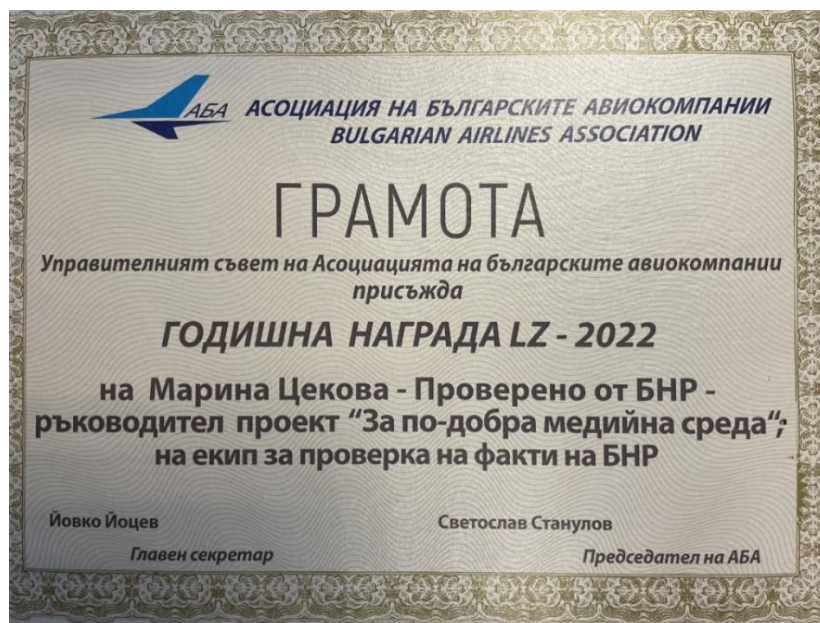 АБА АСОЦИАЦИЯ НА БЪЛГАРСКИТЕ АВИОКОМПАНИИ
BULGARIAN AIRLINES ASSOCIATION
ГРАМОТА
Управителният съвет на Асоциацията на българските авиокомпании
присъжда
ГОДИШНА НАГРАДА LZ - 2022
на Марина Цекова - Проверено от БНР -
ръководител проект "За по-добра медийна среда“;
на екип за проверка на факти на БНР
Йовко Йоцев Светослав Станулов
Главен секретар Председател на АБА